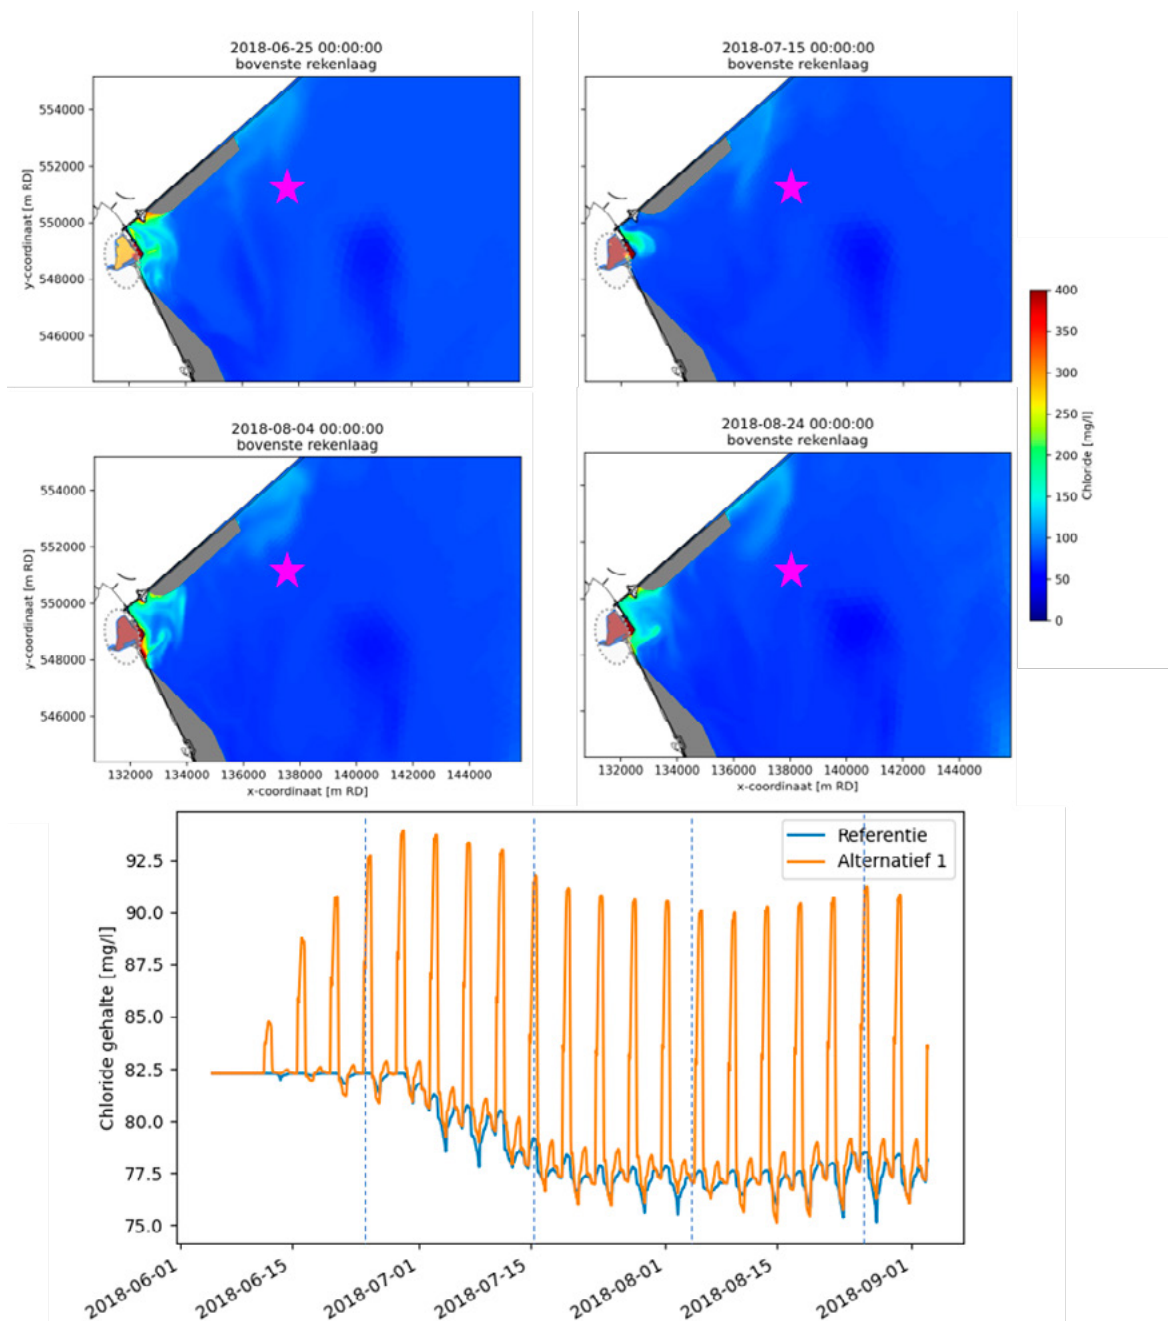 2018-06-25 00:00:00
bovenste rekenlaag
554000
552000
550000
548000
546000
y-coordinaat [m RD]
2018-07-15 00:00:00
bovenste rekenlaag
2018-08-04 00:00:00
bovenste rekenlaag
554000
552000
550000
548000
546000
y-coordinaat [m RD]
132000 134000 136000 138000 140000 142000 144000
x-coordinaat [m RD]
2018-08-24 00:00:00
bovenste rekenlaag
132000 134000 136000 138000 140000 142000 144000
x-coordinaat [m RD]
400
350
300
250
200
150
100
50
0
Chloride [mg/l]
Referentie
Alternatief 1
92.5
90.0
87.5
85.0
82.5
80.0
77.5
75.0
Chloride gehalte [mg/l]
2018-06-01
2018-06-15
2018-07-01
2018-07-15
2018-08-01
2018-08-15
2018-09-01